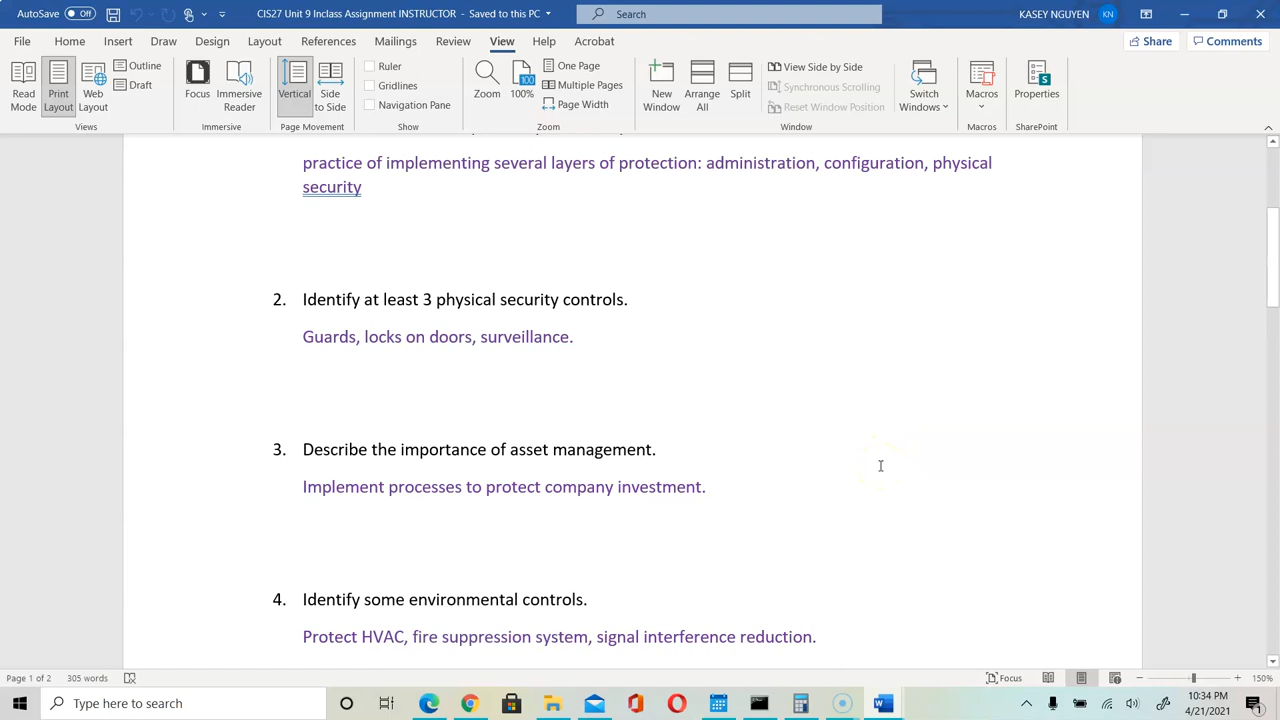 AutoSave Off CIS27 Week 9_Assignment INSTRUCTOR - Saved to this PC Search KASEY NGUYEN KN
File Home Insert Draw Design Layout References Mailings Review View Help Acrobat Share Comments
Read Mode Print Layout Web Layout Outline Draft
Focus Immersive Reader
Vertical Side to Side
Ruler Gridlines Navigation Pane
Zoom 100% One Page Multiple Pages Page Width
New Window Arrange All Split View Side by Side Synchronous Scrolling Reset Window Position Switch Windows
Macros Properties
Views Immersive Page Movement Show Zoom Window Macros SharePoint
practice of implementing several layers of protection: administration, configuration, physical
security
2. Identify at least 3 physical security controls.
Guards, locks on doors, surveillance.
3. Describe the importance of asset management.
Implement processes to protect company investment.
4. Identify some environmental controls.
Protect HVAC, fire suppression system, signal interference reduction.
Page 1 of 2 305 words Focus 150%
Type here to search 10:34 PM
4/21/2021